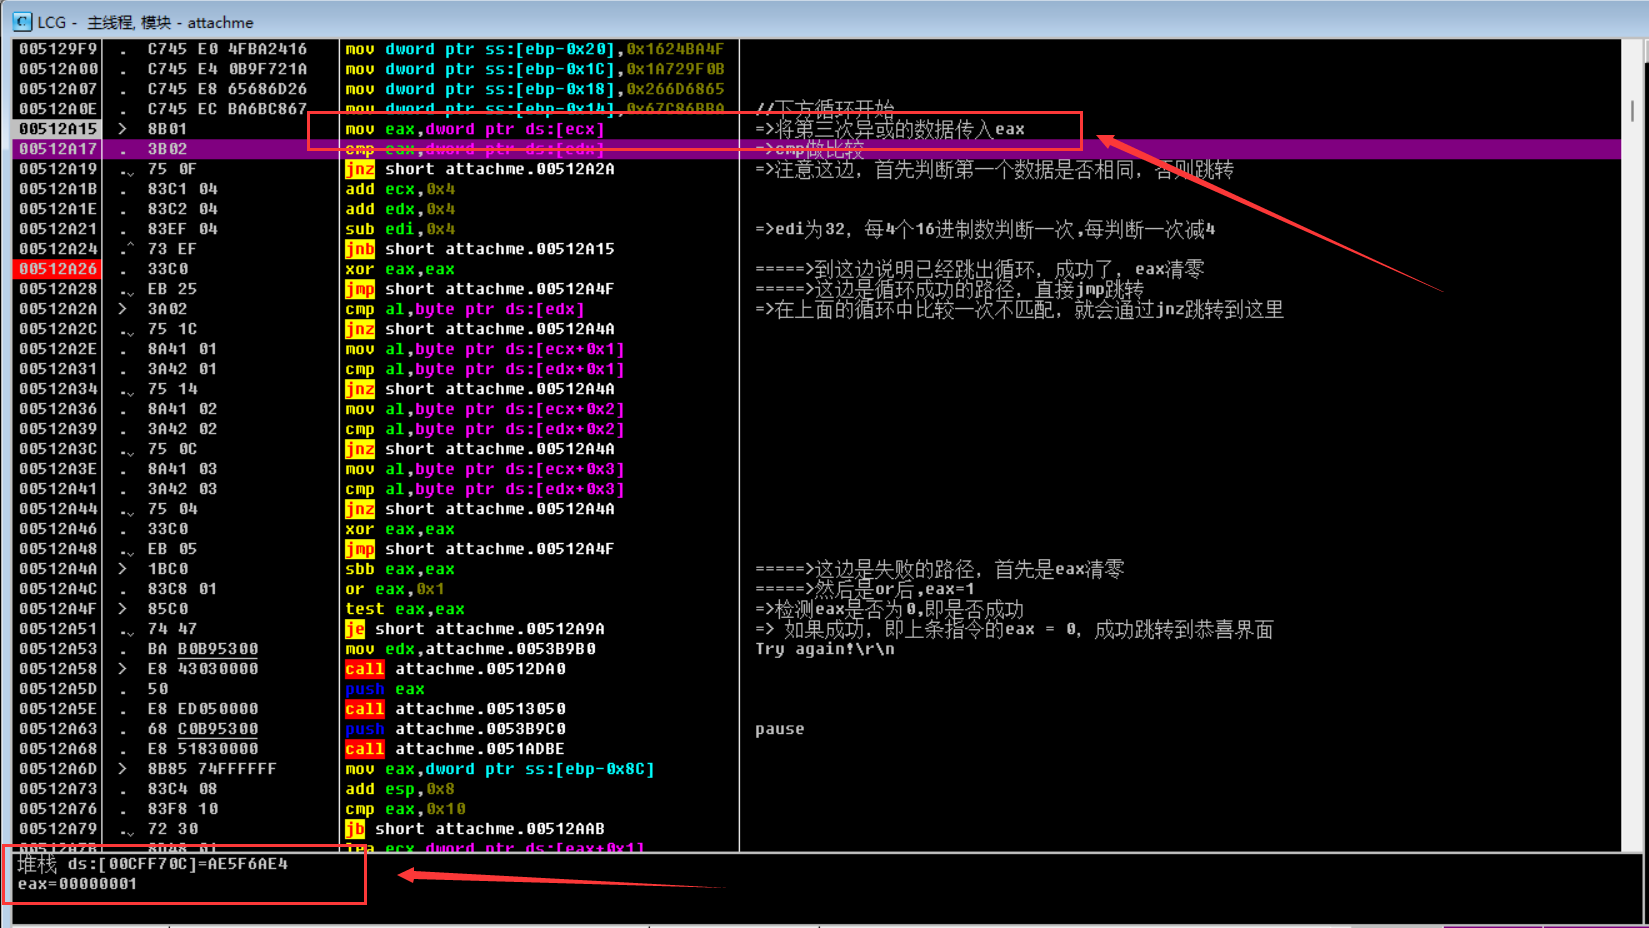 LCG - 主线程, 模块 - attachme
005129F9 . C745 E0 4FBA2416 mov dword ptr ss:[ebp-0x20],0x1624BA4F
00512A00 . C745 E4 0B9F721A mov dword ptr ss:[ebp-0x1C],0x1A729F0B
00512A07 . C745 E8 65686D26 mov dword ptr ss:[ebp-0x18],0x266D6865
00512A0E . C745 EC BA6BC867 mov dword ptr ss:[ebp-0x14],0x67C86BBA //下方循环开始
00512A15 > 8B01 mov eax,dword ptr ds:[ecx] =>将第三次异或的数据传入eax
00512A17 . 3B02 cmp eax,dword ptr ds:[edx] =>cmp做比较
00512A19 .⌄ 75 0F jnz short attachme.00512A2A =>注意这边，首先判断第一个数据是否相同，否则跳转
00512A1B . 83C1 04 add ecx,0x4
00512A1E . 83C2 04 add edx,0x4
00512A21 . 83EF 04 sub edi,0x4 =>edi为32，每4个16进制数判断一次,每判断一次减4
00512A24 .^ 73 EF jnb short attachme.00512A15
00512A26 . 33C0 xor eax,eax =====>到这边说明已经跳出循环，成功了，eax清零
00512A28 .⌄ EB 25 jmp short attachme.00512A4F =====>这边是循环成功的路径，直接jmp跳转
00512A2A > 3A02 cmp al,byte ptr ds:[edx] =>在上面的循环中比较一次不匹配，就会通过jnz跳转到这里
00512A2C .⌄ 75 1C jnz short attachme.00512A4A
00512A2E . 8A41 01 mov al,byte ptr ds:[ecx+0x1]
00512A31 . 3A42 01 cmp al,byte ptr ds:[edx+0x1]
00512A34 .⌄ 75 14 jnz short attachme.00512A4A
00512A36 . 8A41 02 mov al,byte ptr ds:[ecx+0x2]
00512A39 . 3A42 02 cmp al,byte ptr ds:[edx+0x2]
00512A3C .⌄ 75 0C jnz short attachme.00512A4A
00512A3E . 8A41 03 mov al,byte ptr ds:[ecx+0x3]
00512A41 . 3A42 03 cmp al,byte ptr ds:[edx+0x3]
00512A44 .⌄ 75 04 jnz short attachme.00512A4A
00512A46 . 33C0 xor eax,eax
00512A48 .⌄ EB 05 jmp short attachme.00512A4F
00512A4A > 1BC0 sbb eax,eax =====>这边是失败的路径，首先是eax清零
00512A4C . 83C8 01 or eax,0x1 =====>然后是or后,eax=1
00512A4F > 85C0 test eax,eax =>检测eax是否为0,即是否成功
00512A51 .⌄ 74 47 je short attachme.00512A9A => 如果成功，即上条指令的eax = 0，成功跳转到恭喜界面
00512A53 . BA B0B95300 mov edx,attachme.0053B9B0 Try again!\r\n
00512A58 > E8 43030000 call attachme.00512DA0
00512A5D . 50 push eax
00512A5E . E8 ED050000 call attachme.00513050
00512A63 . 68 C0B95300 push attachme.0053B9C0 pause
00512A68 . E8 51830000 call attachme.0051ADBE
00512A6D > 8B85 74FFFFFF mov eax,dword ptr ss:[ebp-0x8C]
00512A73 . 83C4 08 add esp,0x8
00512A76 . 83F8 10 cmp eax,0x10
00512A79 .⌄ 72 30 jb short attachme.00512AAB
00512A7B . 8D48 01 lea ecx,dword ptr ds:[eax+0x1]
堆栈 ds:[00CFF70C]=AE5F6AE4
eax=00000001